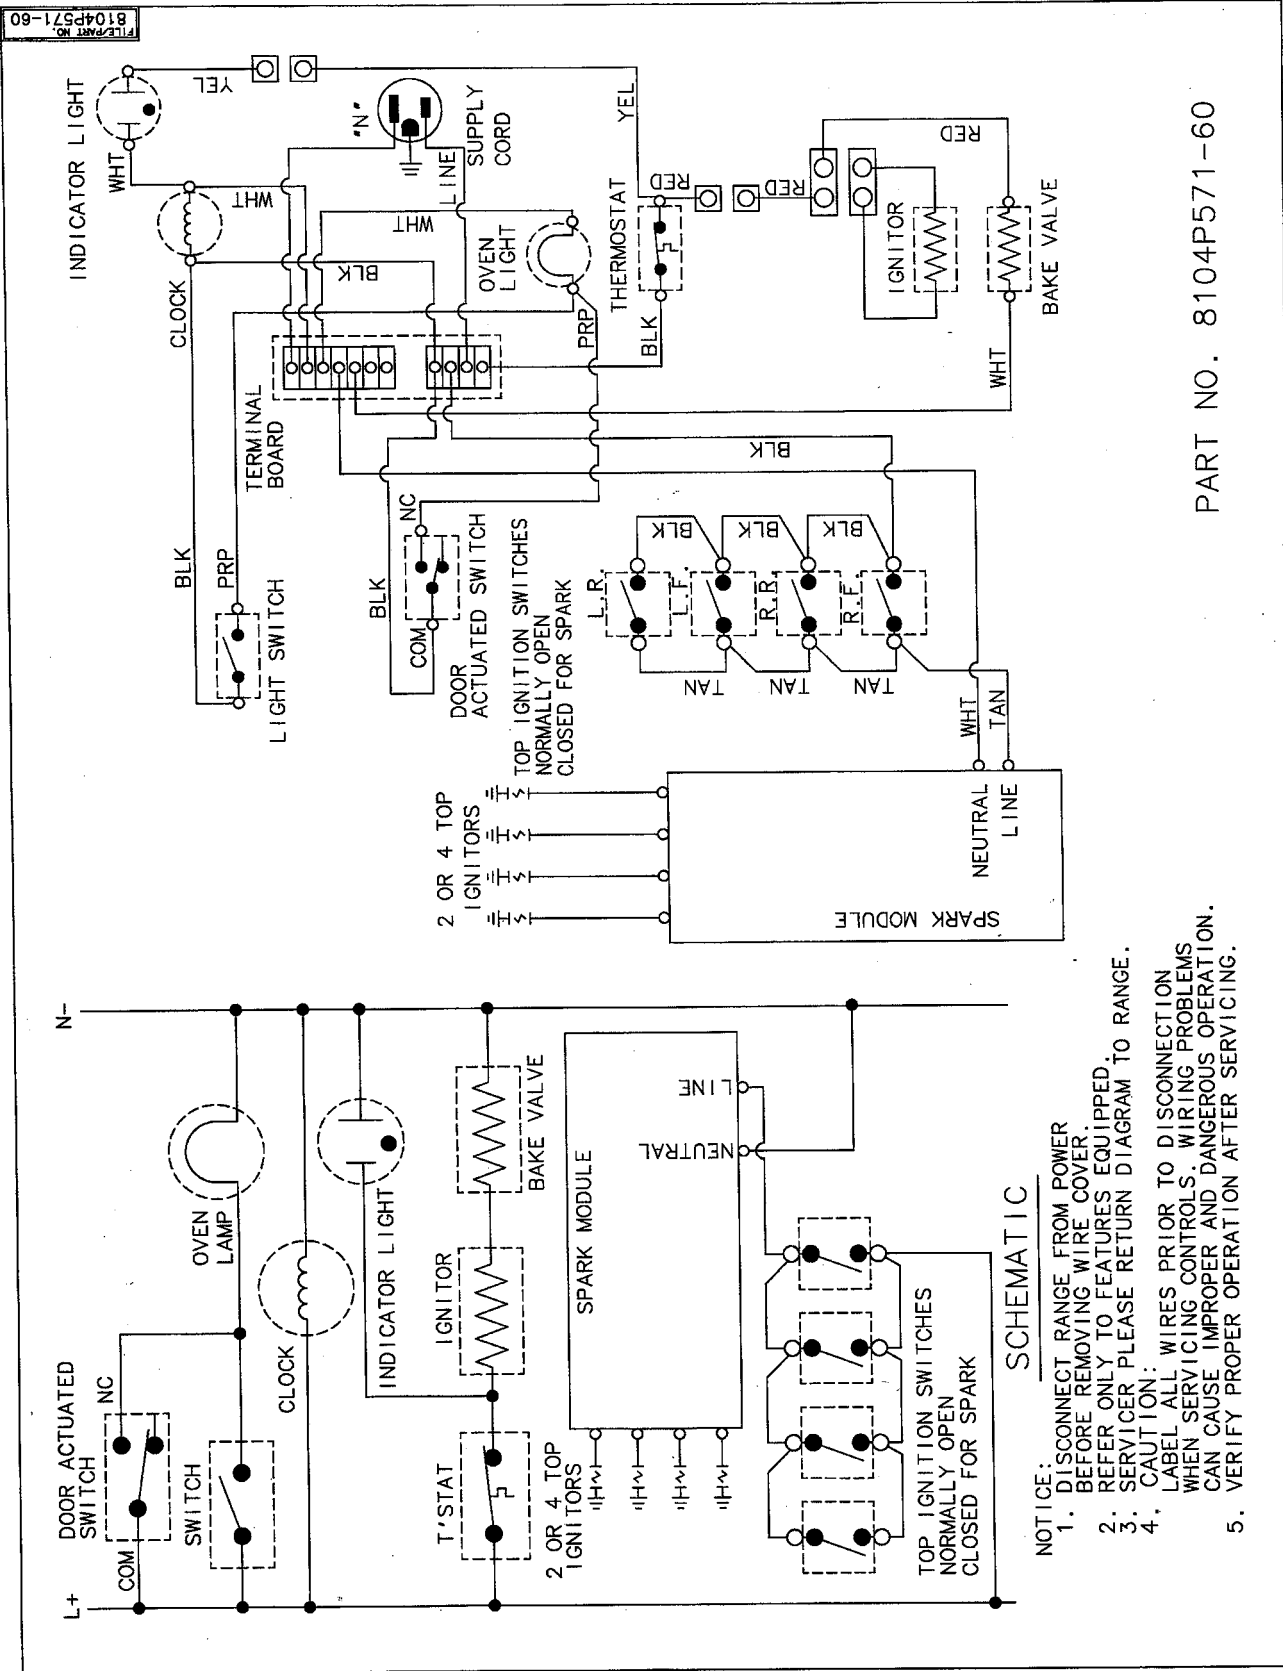 FILE/PART NO.
8104P571-60
INDICATOR LIGHT
YEL
WHT
"N"
SUPPLY
CORD
LINE
YEL
CLOCK
WHT
WHT
BLK
OVEN
LIGHT
PRP
THERMOSTAT
RED
RED
RED
BLK
IGNITOR
BAKE VALVE
WHT
TERMINAL
BOARD
BLK
BLK
PRP
LIGHT SWITCH
NC
BLK
COM
DOOR
ACTUATED SWITCH
TOP IGNITION SWITCHES
NORMALLY OPEN
CLOSED FOR SPARK
L.R.
L.F.
R.R.
R.F.
BLK
BLK
BLK
TAN
TAN
TAN
WHT
TAN
2 OR 4 TOP
IGNITORS
NEUTRAL
LINE
SPARK MODULE
PART NO. 8104P571-60
N-
OVEN
LAMP
DOOR ACTUATED
SWITCH
NC
COM
SWITCH
L+
CLOCK
INDICATOR LIGHT
BAKE VALVE
IGNITOR
T'STAT
2 OR 4 TOP
IGNITORS
SPARK MODULE
LINE
NEUTRAL
TOP IGNITION SWITCHES
NORMALLY OPEN
CLOSED FOR SPARK
SCHEMATIC
NOTICE:
1. DISCONNECT RANGE FROM POWER
BEFORE REMOVING WIRE COVER.
2. REFER ONLY TO FEATURES EQUIPPED.
3. SERVICER PLEASE RETURN DIAGRAM TO RANGE.
4. CAUTION:
LABEL ALL WIRES PRIOR TO DISCONNECTION
WHEN SERVICING CONTROLS. WIRING PROBLEMS
CAN CAUSE IMPROPER AND DANGEROUS OPERATION.
5. VERIFY PROPER OPERATION AFTER SERVICING.